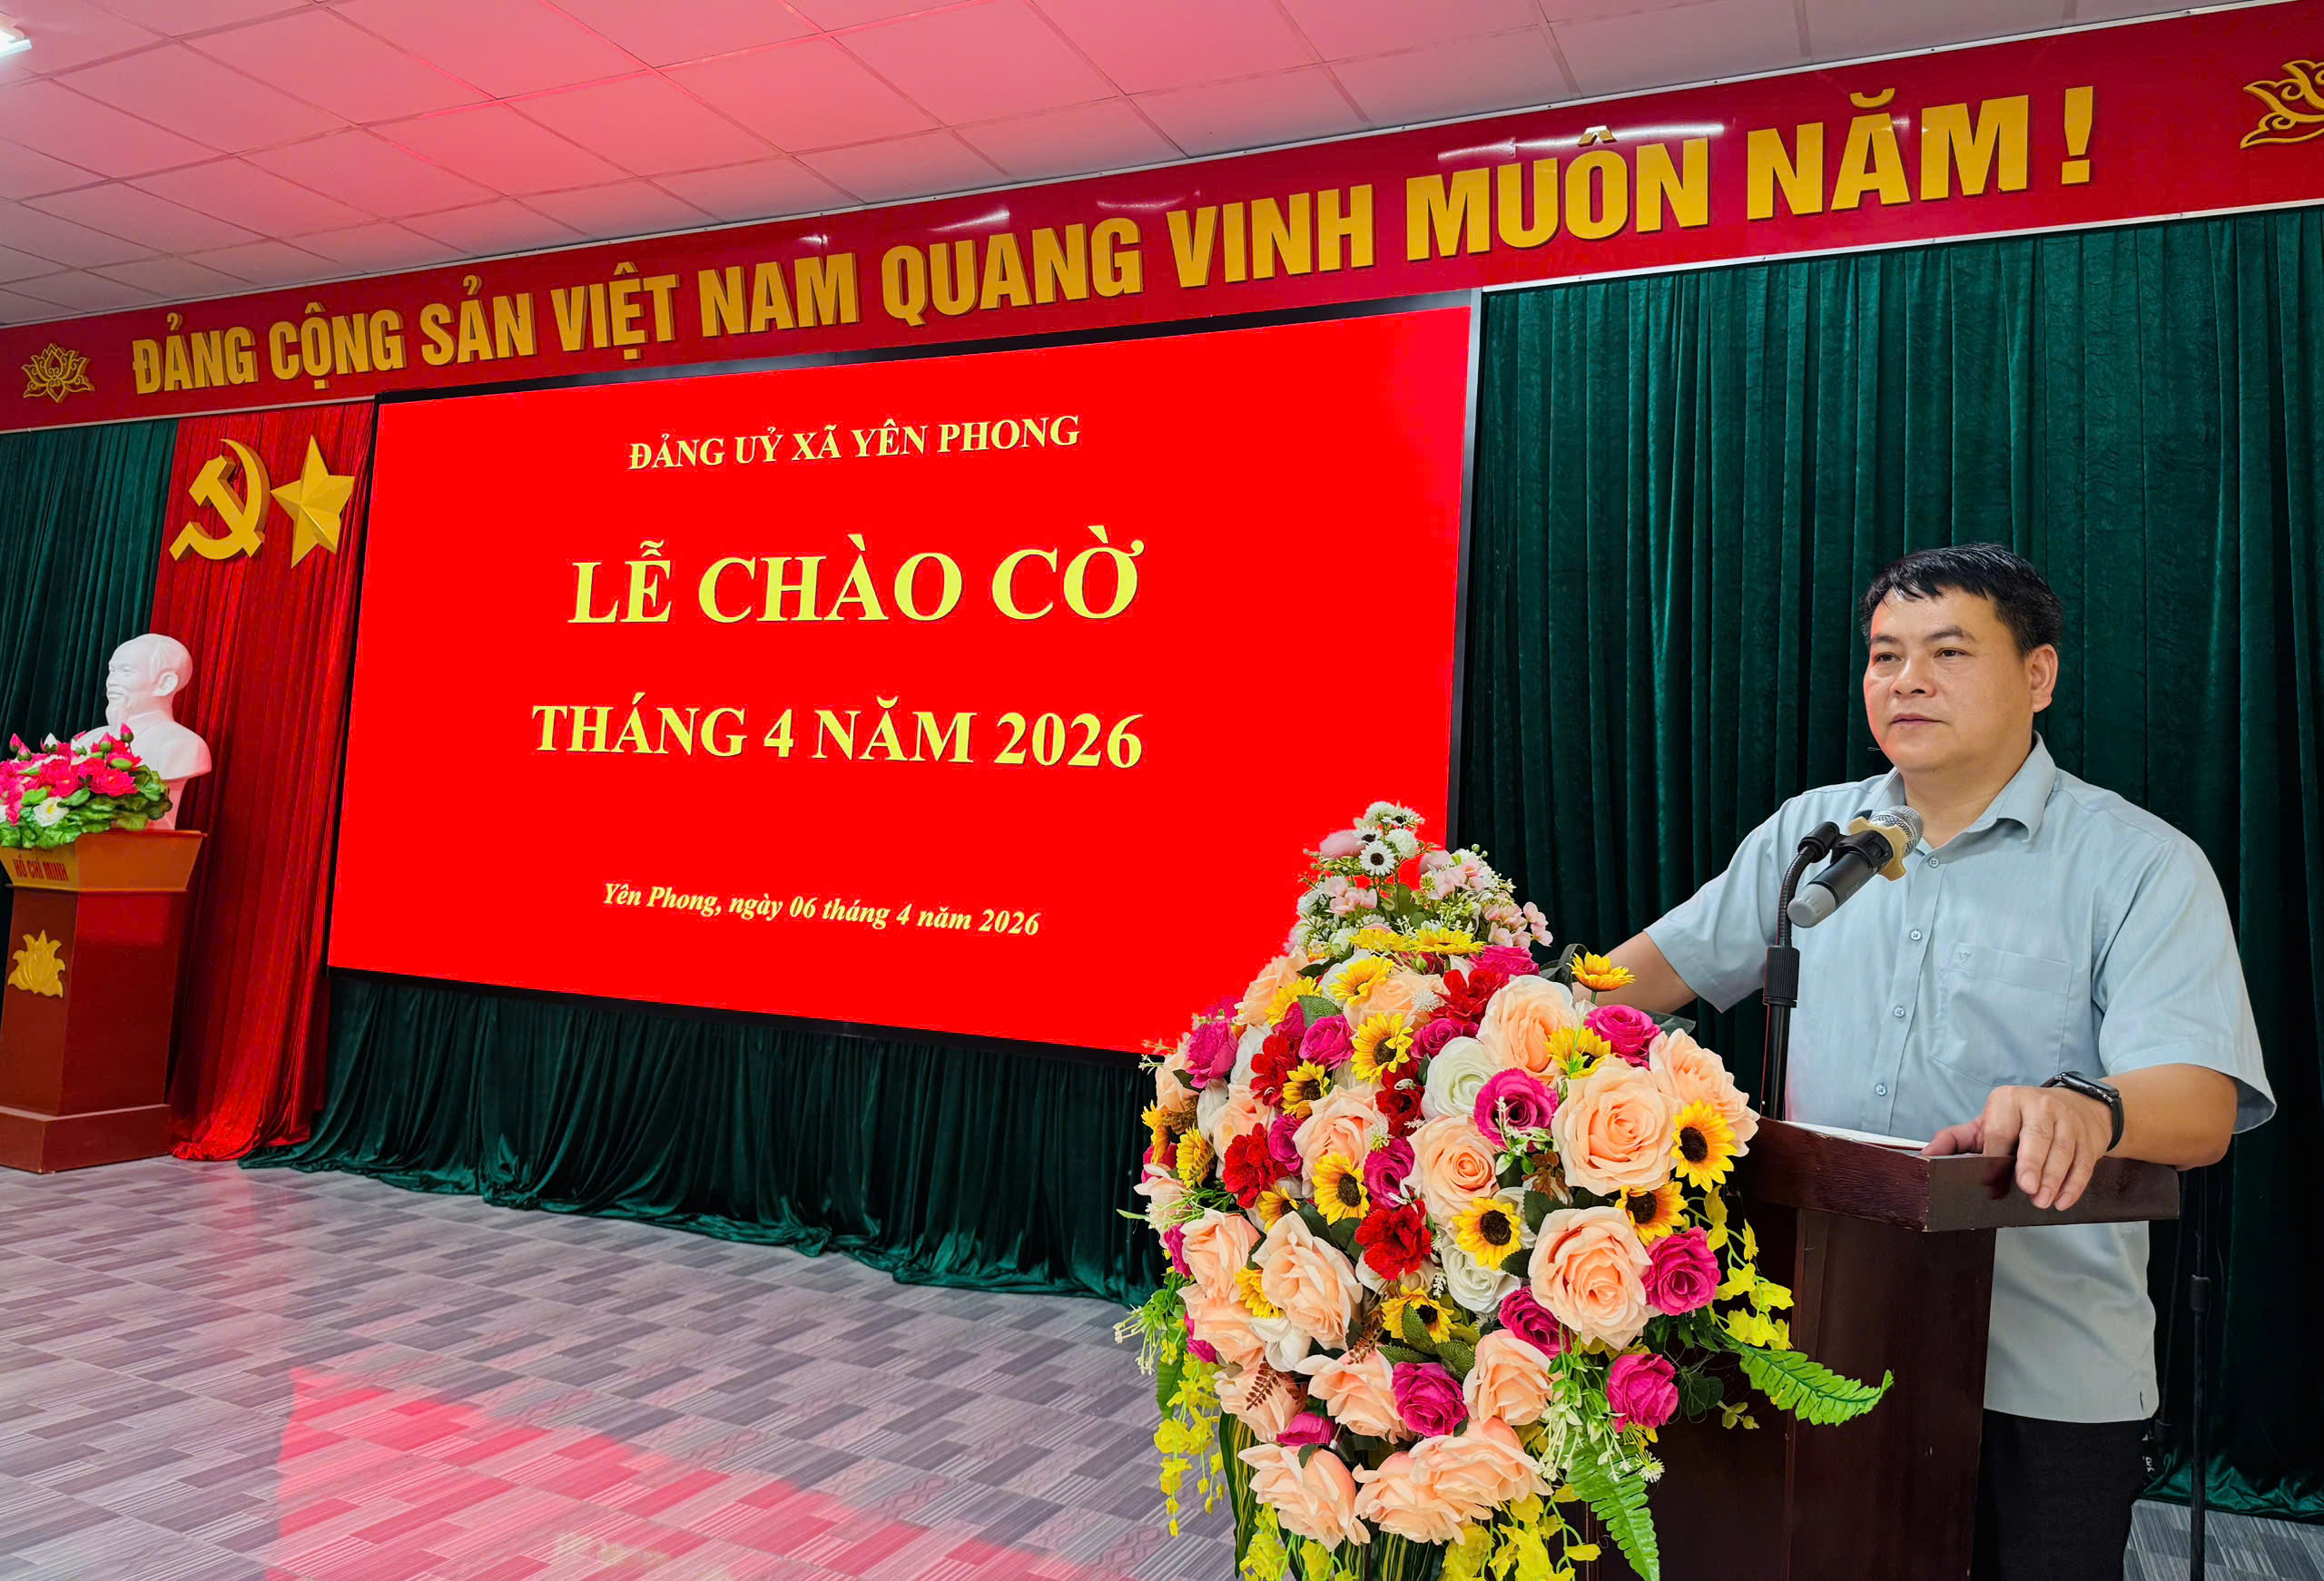 ĐẢNG CỘNG SẢN VIỆT NAM QUANG VINH MUÔN NĂM !
ĐẢNG UỶ XÃ YÊN PHONG
LỄ CHÀO CỜ
THÁNG 4 NĂM 2026
Yên Phong, ngày 06 tháng 4 năm 2026
HỒ CHÍ MINH